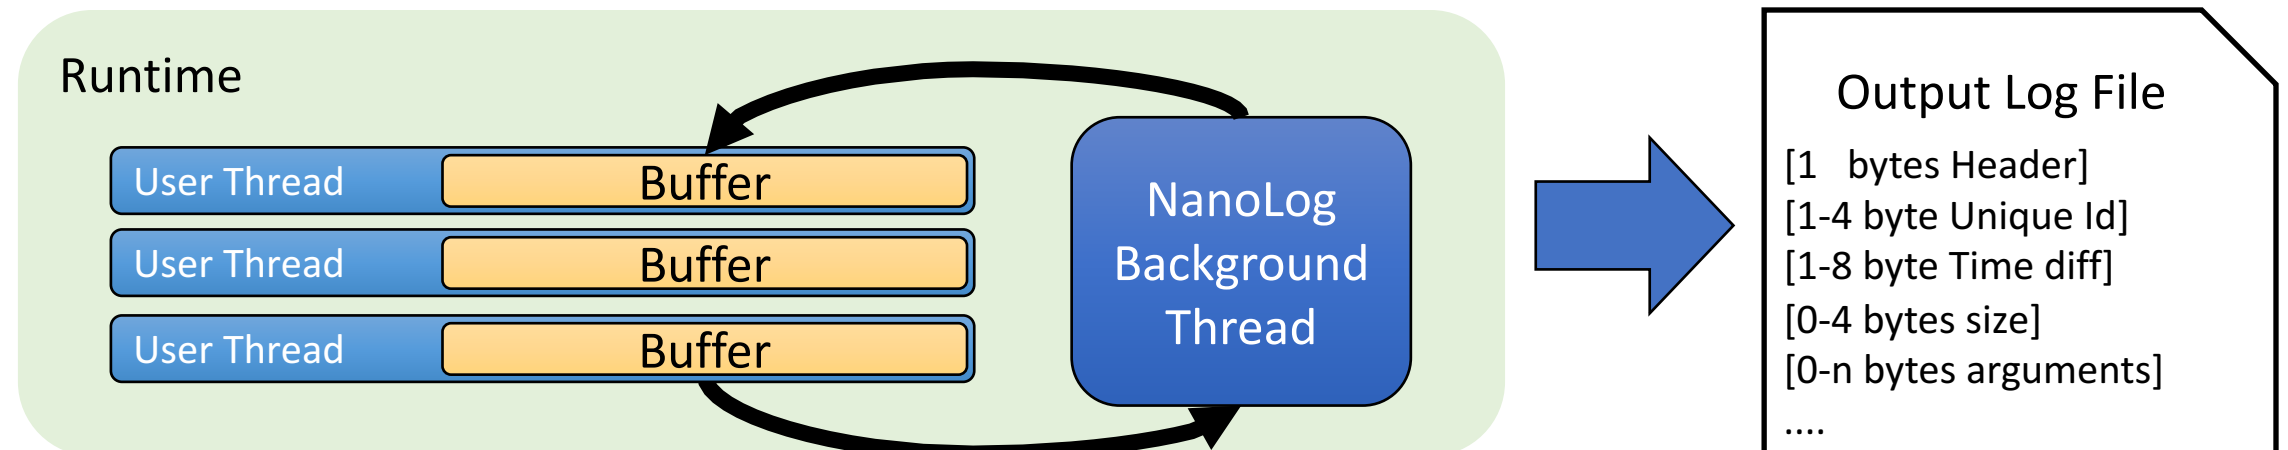 Runtime
User Thread
Buffer
User Thread
Buffer
User Thread
Buffer
NanoLog
Background
Thread
Output Log File
[1   bytes Header]
[1-4 byte Unique Id]
[1-8 byte Time diff]
[0-4 bytes size]
[0-n bytes arguments]
....